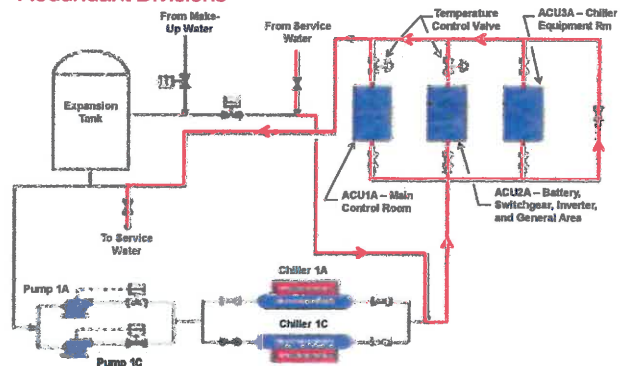 Redundant Divisions
From Make-
Up Water
From Service
Water
Temperature
Control Valve
ACU3A – Chiller
Equipment Rm
Expansion
Tank
ACU1A – Main
Control Room
ACU2A – Battery,
Switchgear, Inverter,
and General Area
To Service
Water
Pump 1A
Chiller 1A
Chiller 1C
Pump 1C